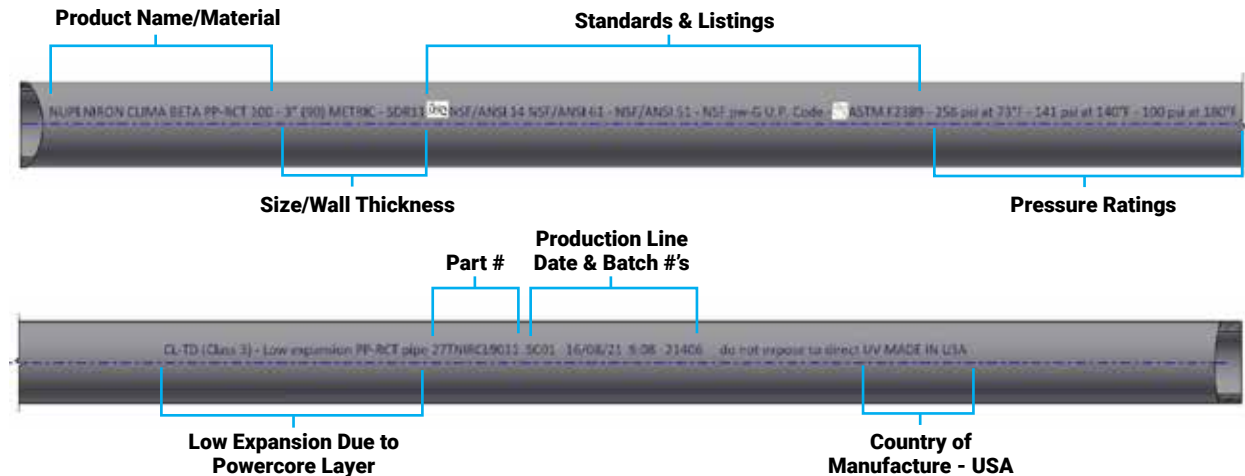 Product Name/Material
Standards & Listings
NUPI NIRON CLIMA BETA PP-RCT 100 - 3" (90) METRIC - SDR11 NSF/ANSI 14 NSF/ANSI 61 - NSF/ANSI 51 - NSF pw-G U.P. Code ASTM F2389 - 256 psi at 73°F - 141 psi at 140°F - 100 psi at 180°F
Size/Wall Thickness
Pressure Ratings
Part #
Production Line
Date & Batch #'s
CL-TD (Class 3) - Low expansion PP-RCT pipe 16/08/21 21406 do not expose to direct UV MADE IN USA
Low Expansion Due to
Powercore Layer
Country of
Manufacture - USA